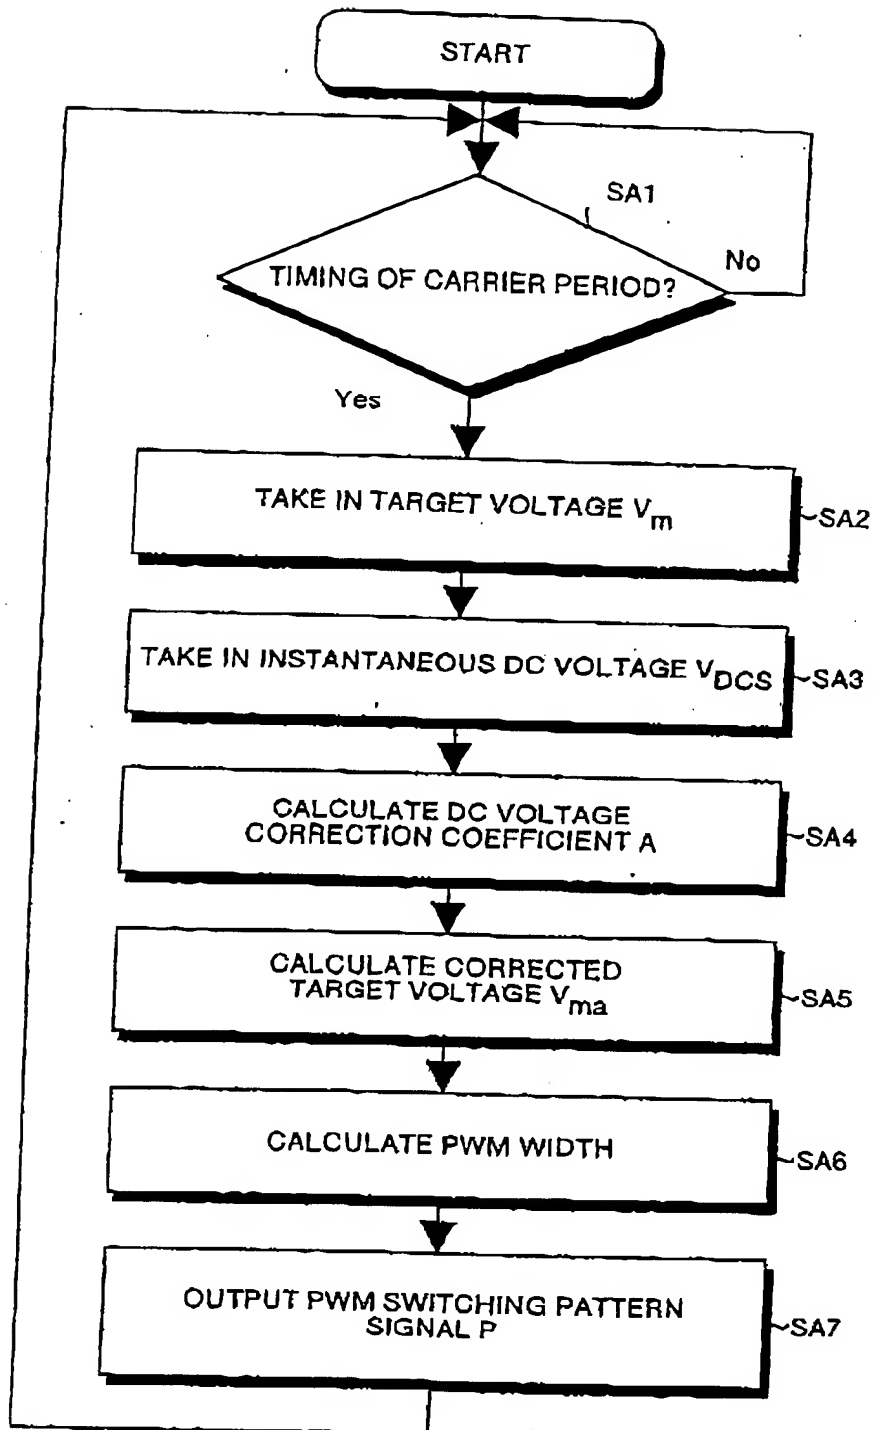 START
SA1
TIMING OF CARRIER PERIOD?
No
Yes
TAKE IN TARGET VOLTAGE Vm
SA2
TAKE IN INSTANTANEOUS DC VOLTAGE VDCS
SA3
CALCULATE DC VOLTAGE
CORRECTION COEFFICIENT A
SA4
CALCULATE CORRECTED
TARGET VOLTAGE Vma
SA5
CALCULATE PWM WIDTH
SA6
OUTPUT PWM SWITCHING PATTERN
SIGNAL P
SA7